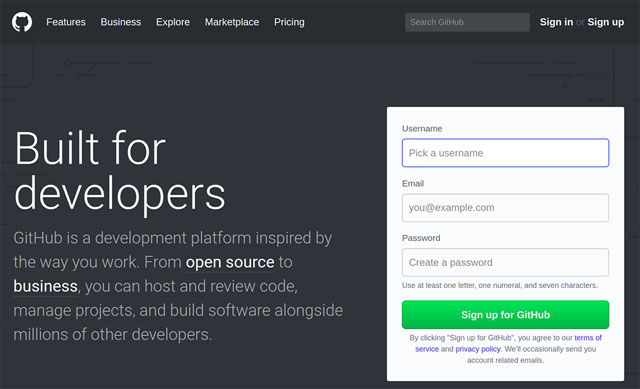 Features Business Explore Marketplace Pricing Search GitHub Sign in or Sign up
Built for
developers
GitHub is a development platform inspired by
the way you work. From open source to
business, you can host and review code,
manage projects, and build software alongside
millions of other developers.
Username
Pick a username
Email
you@example.com
Password
Create a password
Use at least one letter, one numeral, and seven characters.
Sign up for GitHub
By clicking "Sign up for GitHub", you agree to our terms of
service and privacy policy. We'll occasionally send you
account related emails.